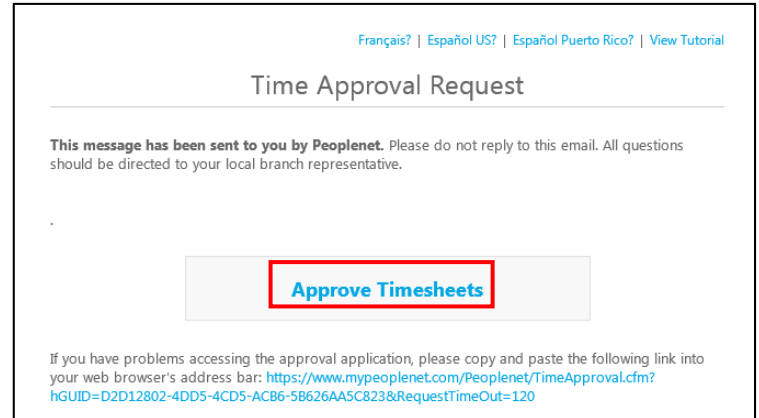 Français? | Español US? | Español Puerto Rico? | View Tutorial
Time Approval Request
This message has been sent to you by Peoplenet. Please do not reply to this email. All questions
should be directed to your local branch representative.
.
Approve Timesheets
If you have problems accessing the approval application, please copy and paste the following link into
your web browser's address bar: https://www.mypeoplenet.com/Peoplenet/TimeApproval.cfm?
hGUID=D2D12802-4DD5-4CD5-ACB6-5B626AA5C823&RequestTimeOut=120